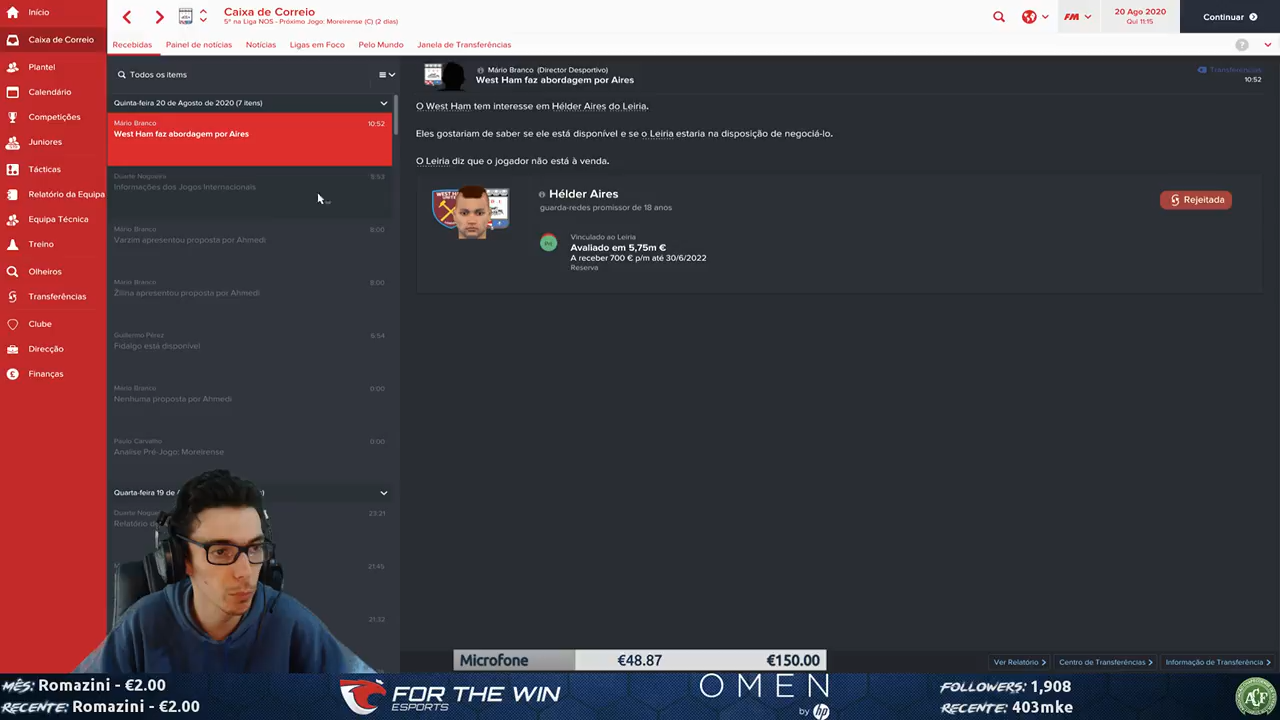 Início
Caixa de Correio
Plantel
Calendário
Competições
Juniores
Tácticas
Relatório da Equipa
Equipa Técnica
Treino
Olheiros
Transferências
Clube
Direcção
Finanças
Caixa de Correio
5º na Liga NOS - Próximo Jogo: Moreirense (C) (2 dias)
FM
20 Ago 2020
Qui 11:15
Continuar
Recebidas
Painel de notícias
Notícias
Ligas em Foco
Pelo Mundo
Janela de Transferências
Todos os itens
Quinta-feira 20 de Agosto de 2020 (7 itens)
Mário Branco 10:52
West Ham faz abordagem por Aires
Duarte Nogueira
Informações dos Jogos Internacionais
Mário Branco 8:00
Varzim apresentou proposta por Ahmedi
Mário Branco 8:00
Žilina apresentou proposta por Ahmedi
Guillermo Pérez 6:54
Fidalgo está disponível
Mário Branco 0:00
Nenhuma proposta por Ahmedi
Paulo Carvalho 0:00
Análise Pré-Jogo: Moreirense
Quarta-feira 19 de
23:21
Relatório
21:45
21:32
Mário Branco (Director Desportivo)
West Ham faz abordagem por Aires
Transferências
10:52
O West Ham tem interesse em Hélder Aires do Leiria.
Eles gostariam de saber se ele está disponível e se o Leiria estaria na disposição de negociá-lo.
O Leiria diz que o jogador não está à venda.
Hélder Aires
guarda-redes promissor de 18 anos
Rejeitada
Vinculado ao Leiria
Avaliado em 5,75m €
A receber 700 € p/m até 30/6/2022
Reserva
Ver Relatório
Centro de Transferências
Informação de Transferência
Microfone €48.87 €150.00
MÊS: Romazini - €2.00
RECENTE: Romazini - €2.00
FOR THE WIN
ESPORTS
OMEN
by hp
FOLLOWERS: 1,908
RECENTE: 403mke